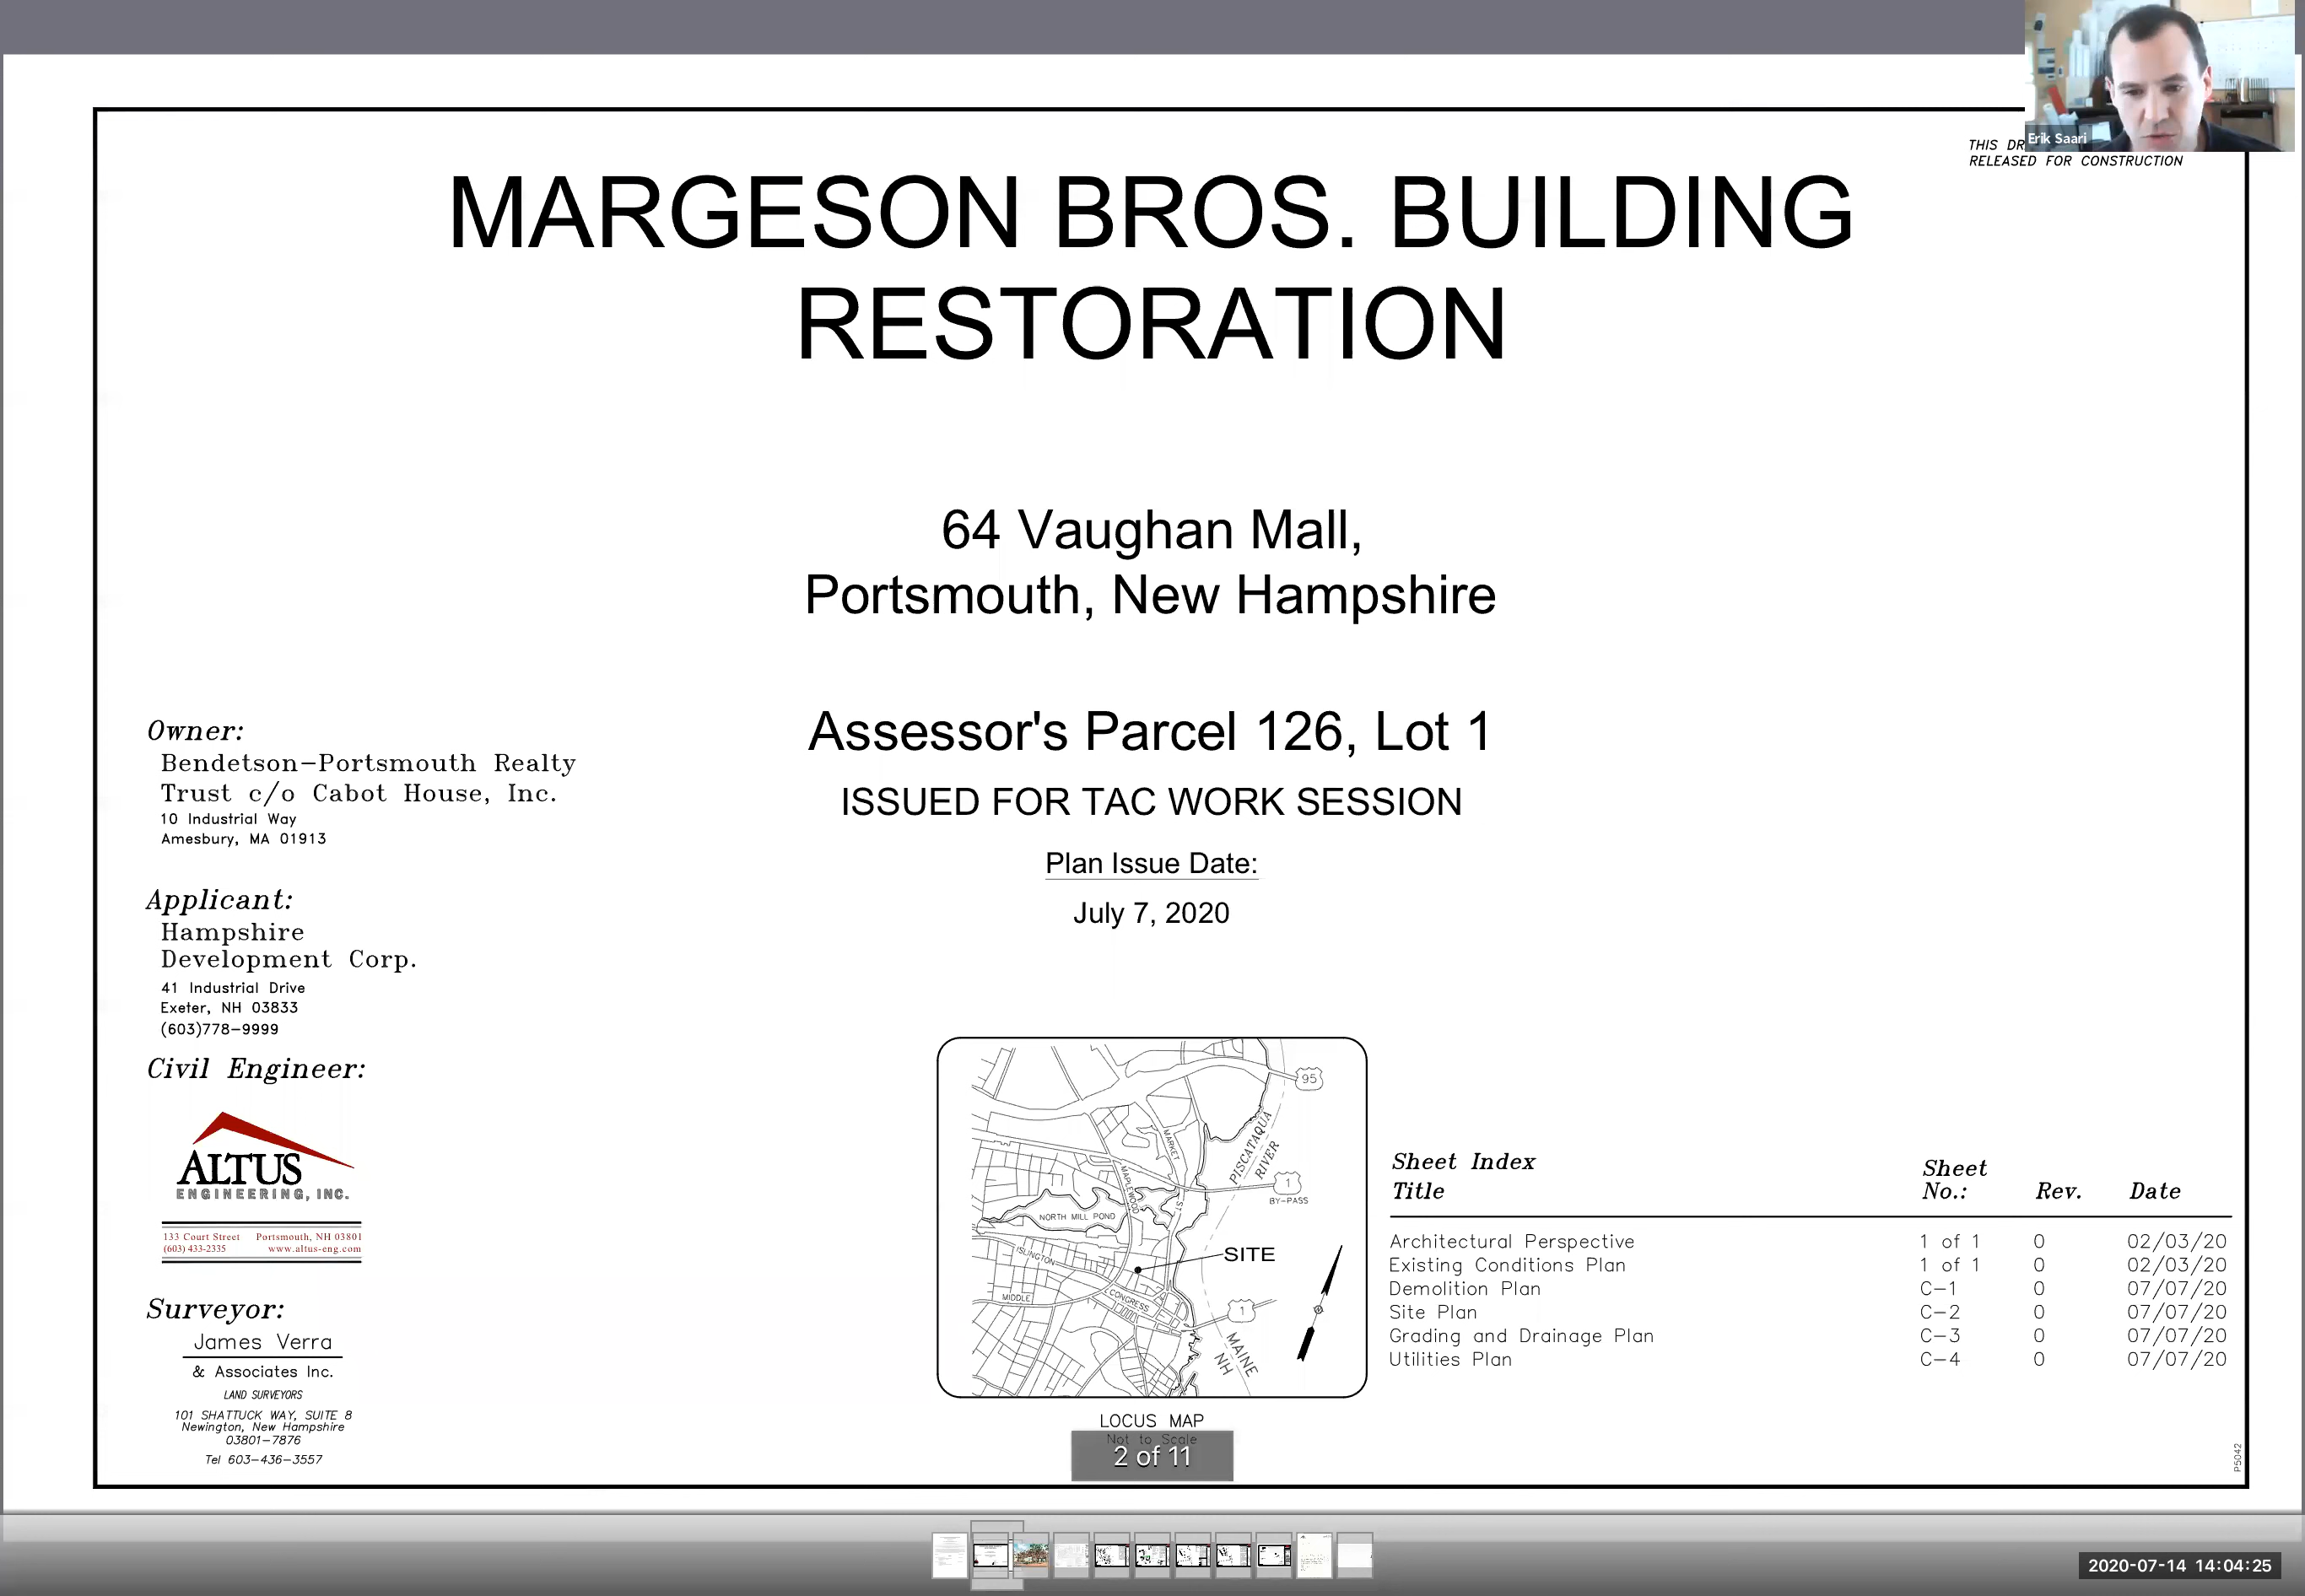 Erik Saari
THIS DR
RELEASED FOR CONSTRUCTION
MARGESON BROS. BUILDING
RESTORATION
64 Vaughan Mall,
Portsmouth, New Hampshire
Assessor's Parcel 126, Lot 1
ISSUED FOR TAC WORK SESSION
Plan Issue Date:
July 7, 2020
Owner:
Bendetson-Portsmouth Realty
Trust c/o Cabot House, Inc.
10 Industrial Way
Amesbury, MA 01913
Applicant:
Hampshire
Development Corp.
41 Industrial Drive
Exeter, NH 03833
(603)778-9999
Civil Engineer:
ALTUS
ENGINEERING, INC.
133 Court Street Portsmouth, NH 03801
(603) 433-2335 www.altus-eng.com
Surveyor:
James Verra
& Associates Inc.
LAND SURVEYORS
101 SHATTUCK WAY, SUITE 8
Newington, New Hampshire
03801-7876
Tel 603-436-3557
95
MARKET
ST
PISCATAQUA
RIVER
MAPLEWOOD
1
BY-PASS
NORTH MILL POND
ISLINGTON
SITE
MIDDLE
CONGRESS
1
MAINE
NH
LOCUS MAP
Not to Scale
2 of 11
Sheet Index
Title Sheet No.: Rev. Date
Architectural Perspective 1 of 1 0 02/03/20
Existing Conditions Plan 1 of 1 0 02/03/20
Demolition Plan C-1 0 07/07/20
Site Plan C-2 0 07/07/20
Grading and Drainage Plan C-3 0 07/07/20
Utilities Plan C-4 0 07/07/20
P5042
2020-07-14 14:04:25